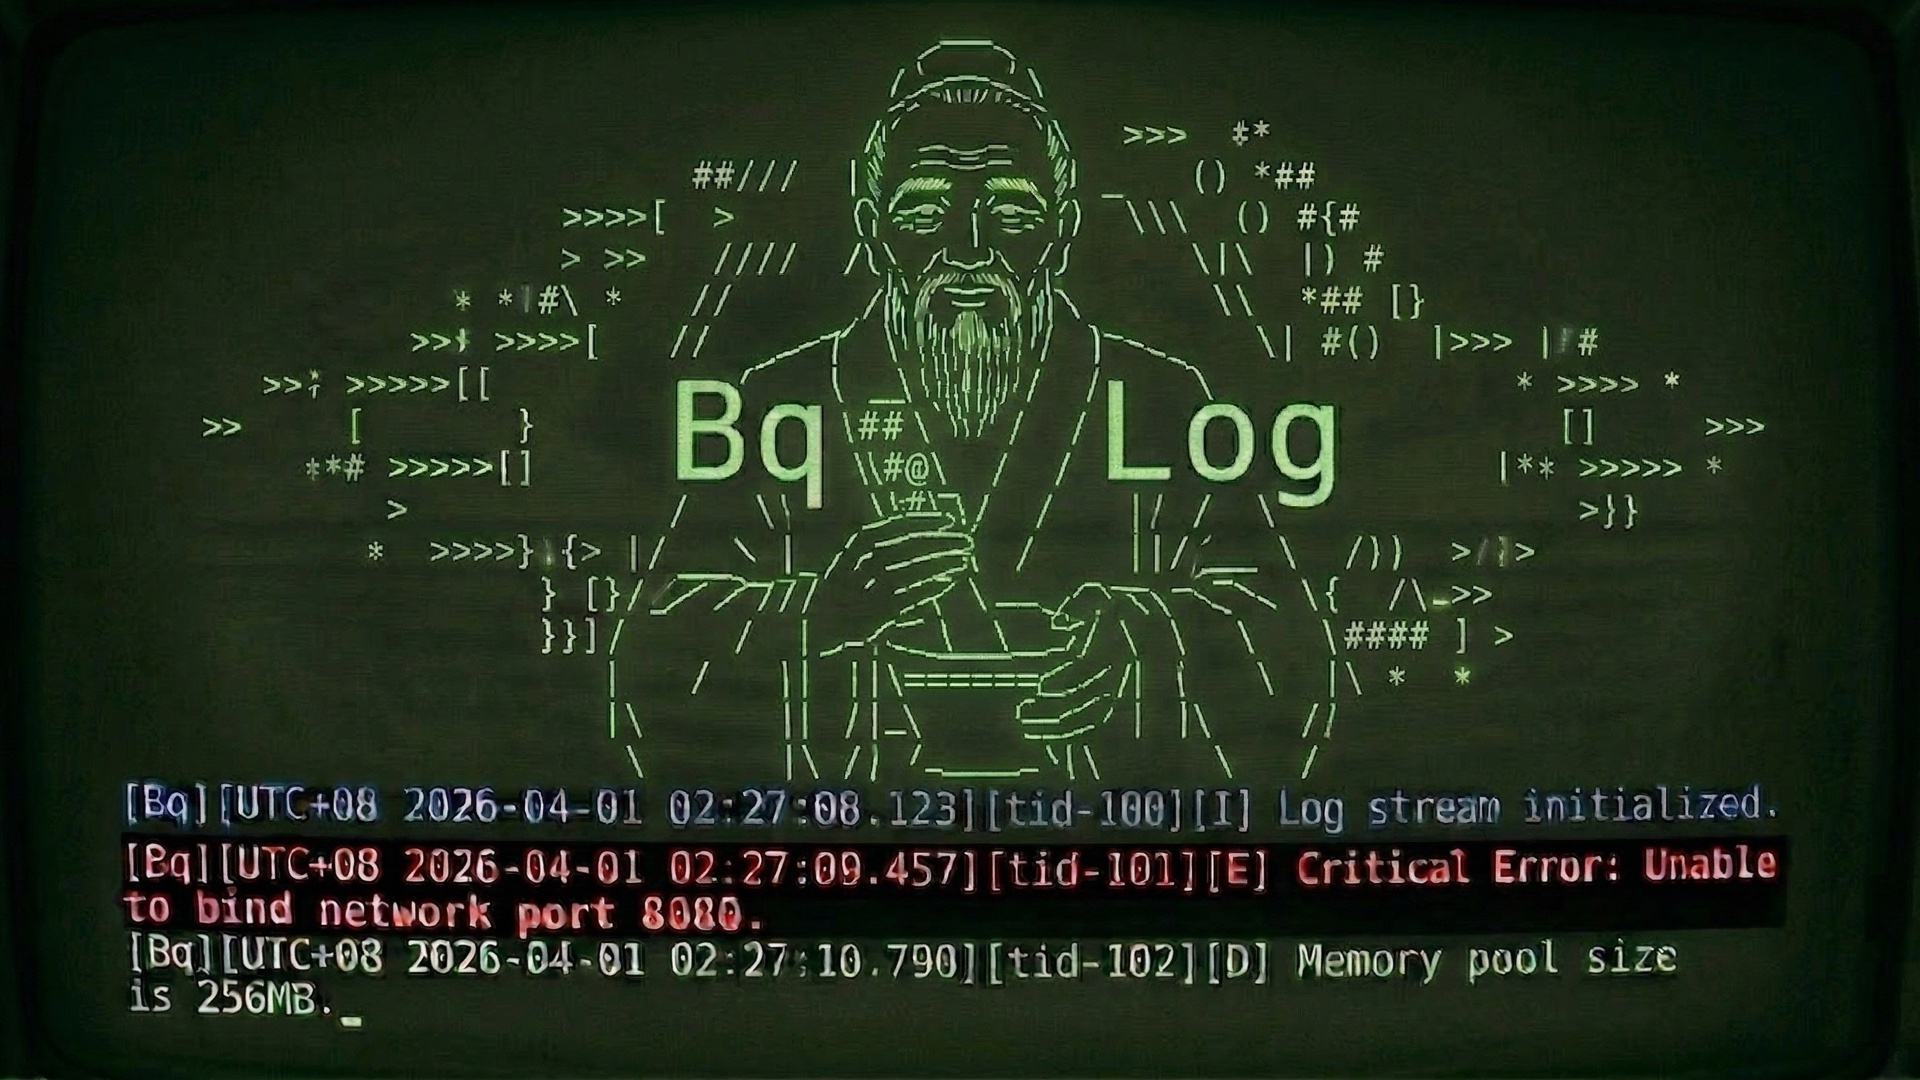 Bq Log
[Bq][UTC+08 2026-04-01 02:27:08.123][tid-100][I] Log stream initialized.
[Bq][UTC+08 2026-04-01 02:27:09.457][tid-101][E] Critical Error: Unable
to bind network port 8080.
[Bq][UTC+08 2026-04-01 02:27:10.790][tid-102][D] Memory pool size
is 256MB._